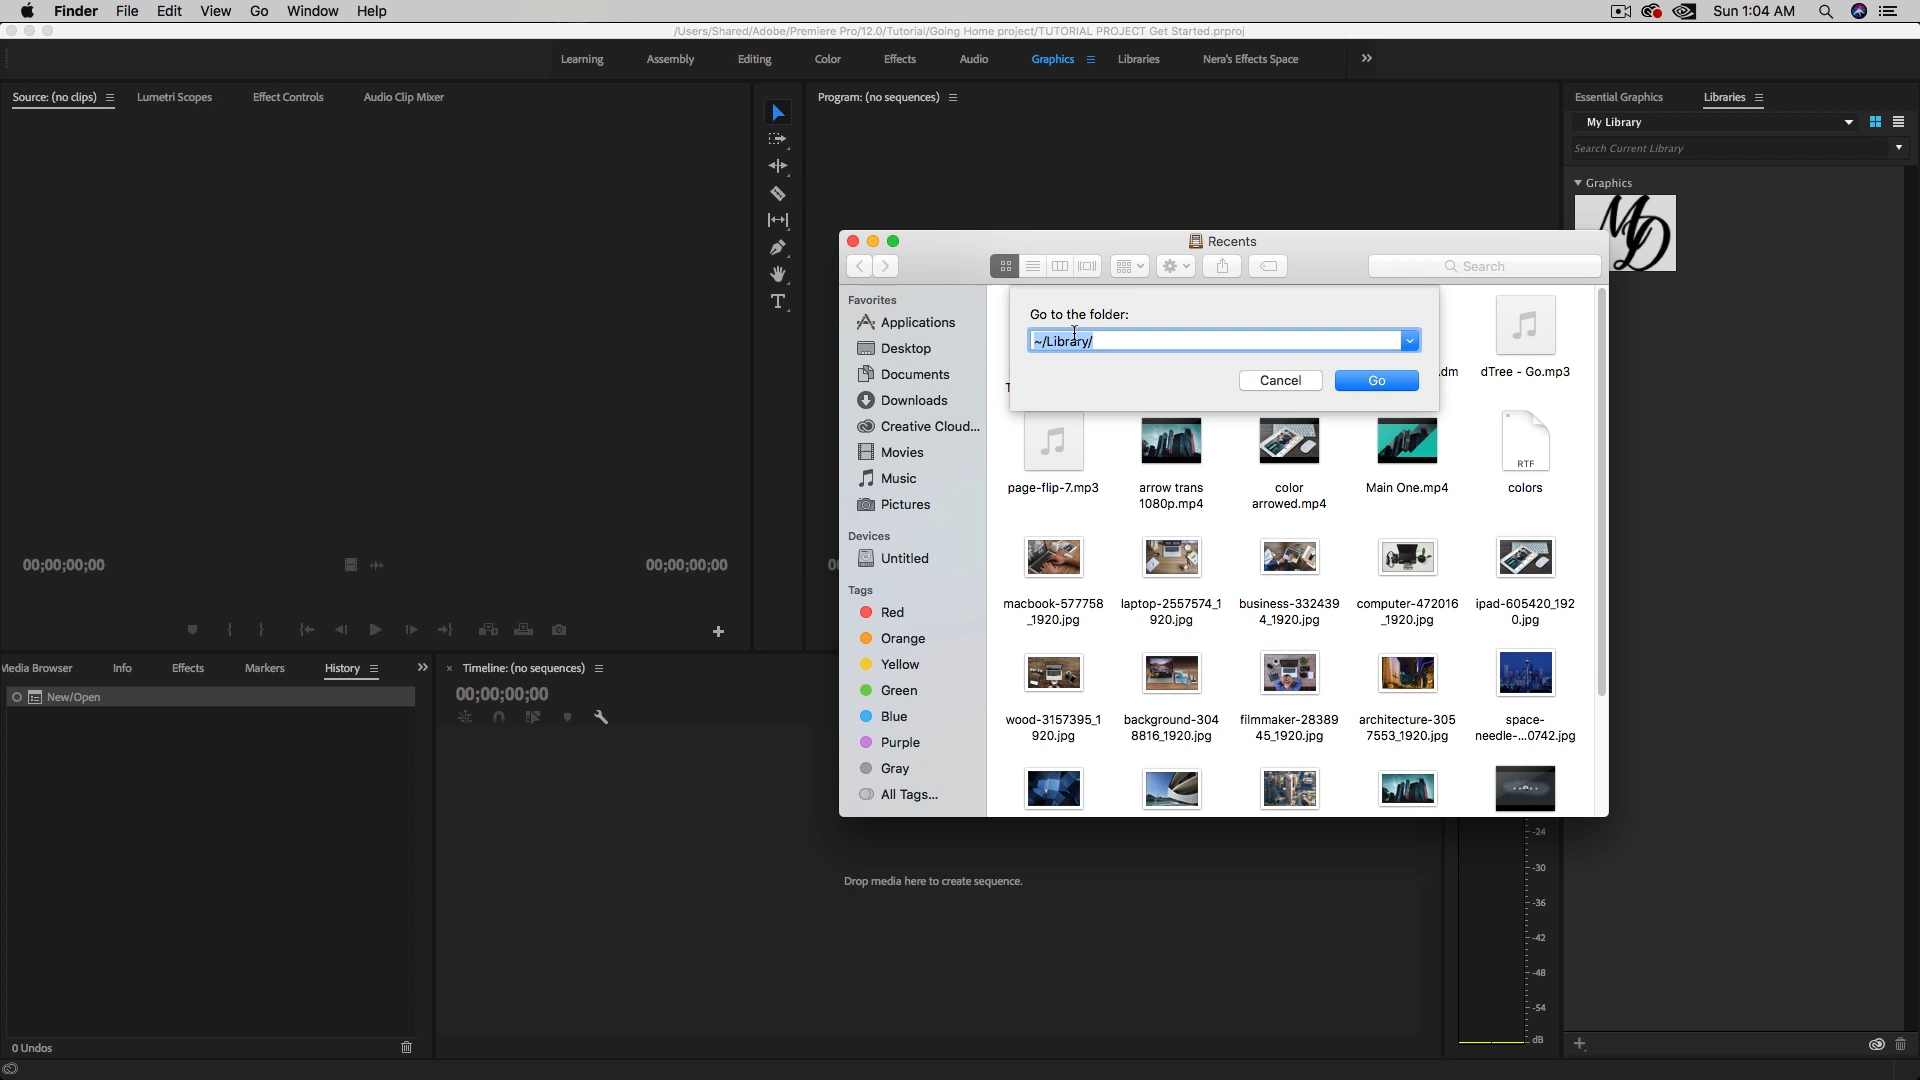 Finder File Edit View Go Window Help Sun 1:04 AM
/Users/Shared/Adobe/Premiere Pro/12.0/Tutorial/Going Home project/TUTORIAL PROJECT Get Started.prproj
Learning Assembly Editing Color Effects Audio Graphics Libraries Nera's Effects Space
Source: (no clips) Lumetri Scopes Effect Controls Audio Clip Mixer
Program: (no sequences)
Essential Graphics Libraries
My Library
Search Current Library
Graphics
MD
Recents
Search
Favorites
Applications
Desktop
Documents
Downloads
Creative Cloud...
Movies
Music
Pictures
Devices
Untitled
Tags
Red
Orange
Yellow
Green
Blue
Purple
Gray
All Tags...
Go to the folder:
~/Library/
Cancel Go
.dm
dTree - Go.mp3
RTF
page-flip-7.mp3
arrow trans
1080p.mp4
color
arrowed.mp4
Main One.mp4
colors
macbook-577758
_1920.jpg
laptop-2557574_1
920.jpg
business-332439
4_1920.jpg
computer-472016
_1920.jpg
ipad-605420_192
0.jpg
wood-3157395_1
920.jpg
background-304
8816_1920.jpg
filmmaker-28389
45_1920.jpg
architecture-305
7553_1920.jpg
space-
needle-...0742.jpg
00;00;00;00 00;00;00;00
Media Browser Info Effects Markers History
New/Open
0 Undos
× Timeline: (no sequences)
00;00;00;00
Drop media here to create sequence.
-24
-30
-36
-42
-48
-54
dB